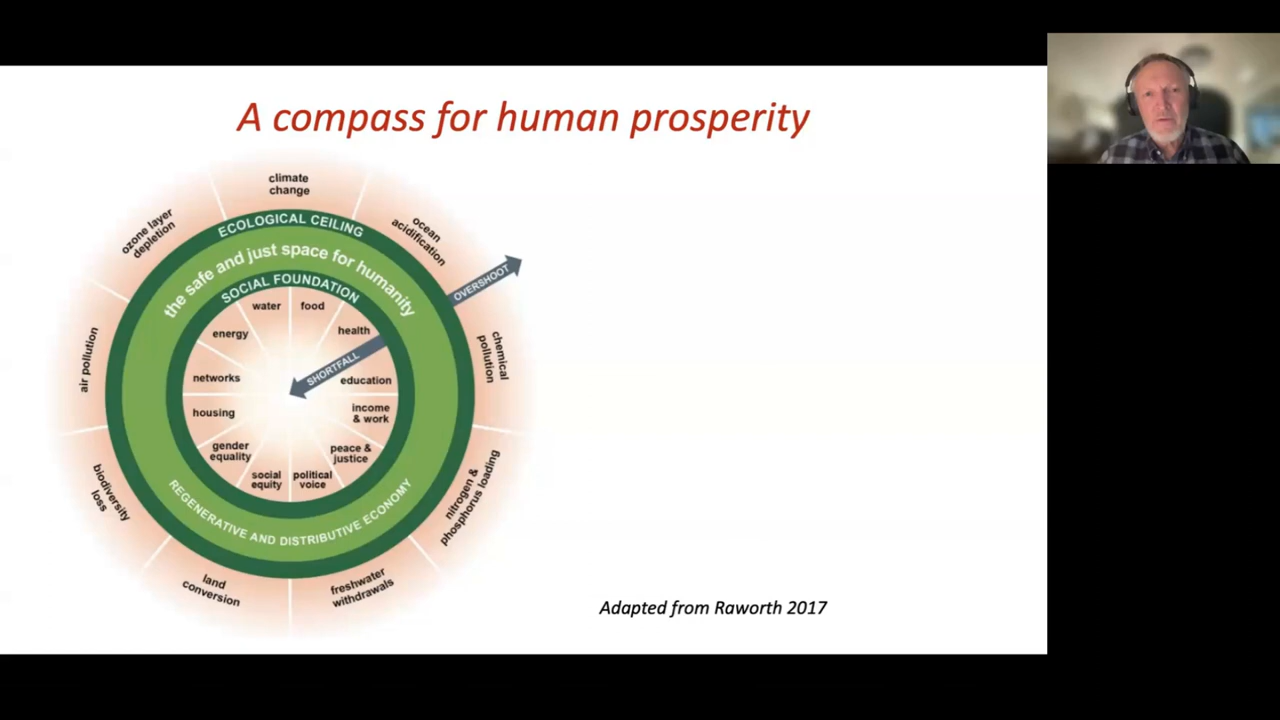 A compass for human prosperity
climate
change
ozone layer
depletion
ocean
acidification
ECOLOGICAL CEILING
the safe and just space for humanity
OVERSHOOT
SOCIAL FOUNDATION
water
food
energy
health
SHORTFALL
air pollution
chemical
pollution
networks
education
housing
income
& work
gender
equality
peace &
justice
social
equity
political
voice
biodiversity
loss
nitrogen &
phosphorus loading
REGENERATIVE AND DISTRIBUTIVE ECONOMY
land
conversion
freshwater
withdrawals
Adapted from Raworth 2017